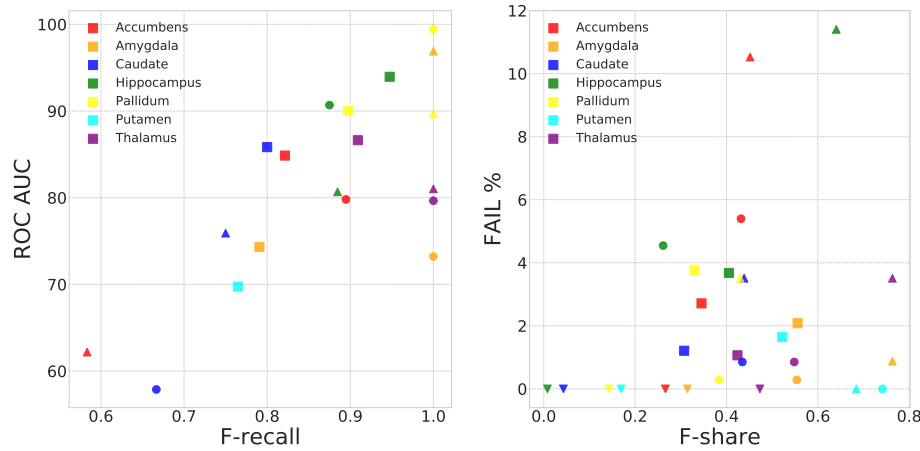 100
90
80
70
60
ROC AUC
Accumbens
Amygdala
Caudate
Hippocampus
Pallidum
Putamen
Thalamus
0.6 0.7 0.8 0.9 1.0
F-recall
12
10
8
6
4
2
0
FAIL %
Accumbens
Amygdala
Caudate
Hippocampus
Pallidum
Putamen
Thalamus
0.0 0.2 0.4 0.6 0.8
F-share